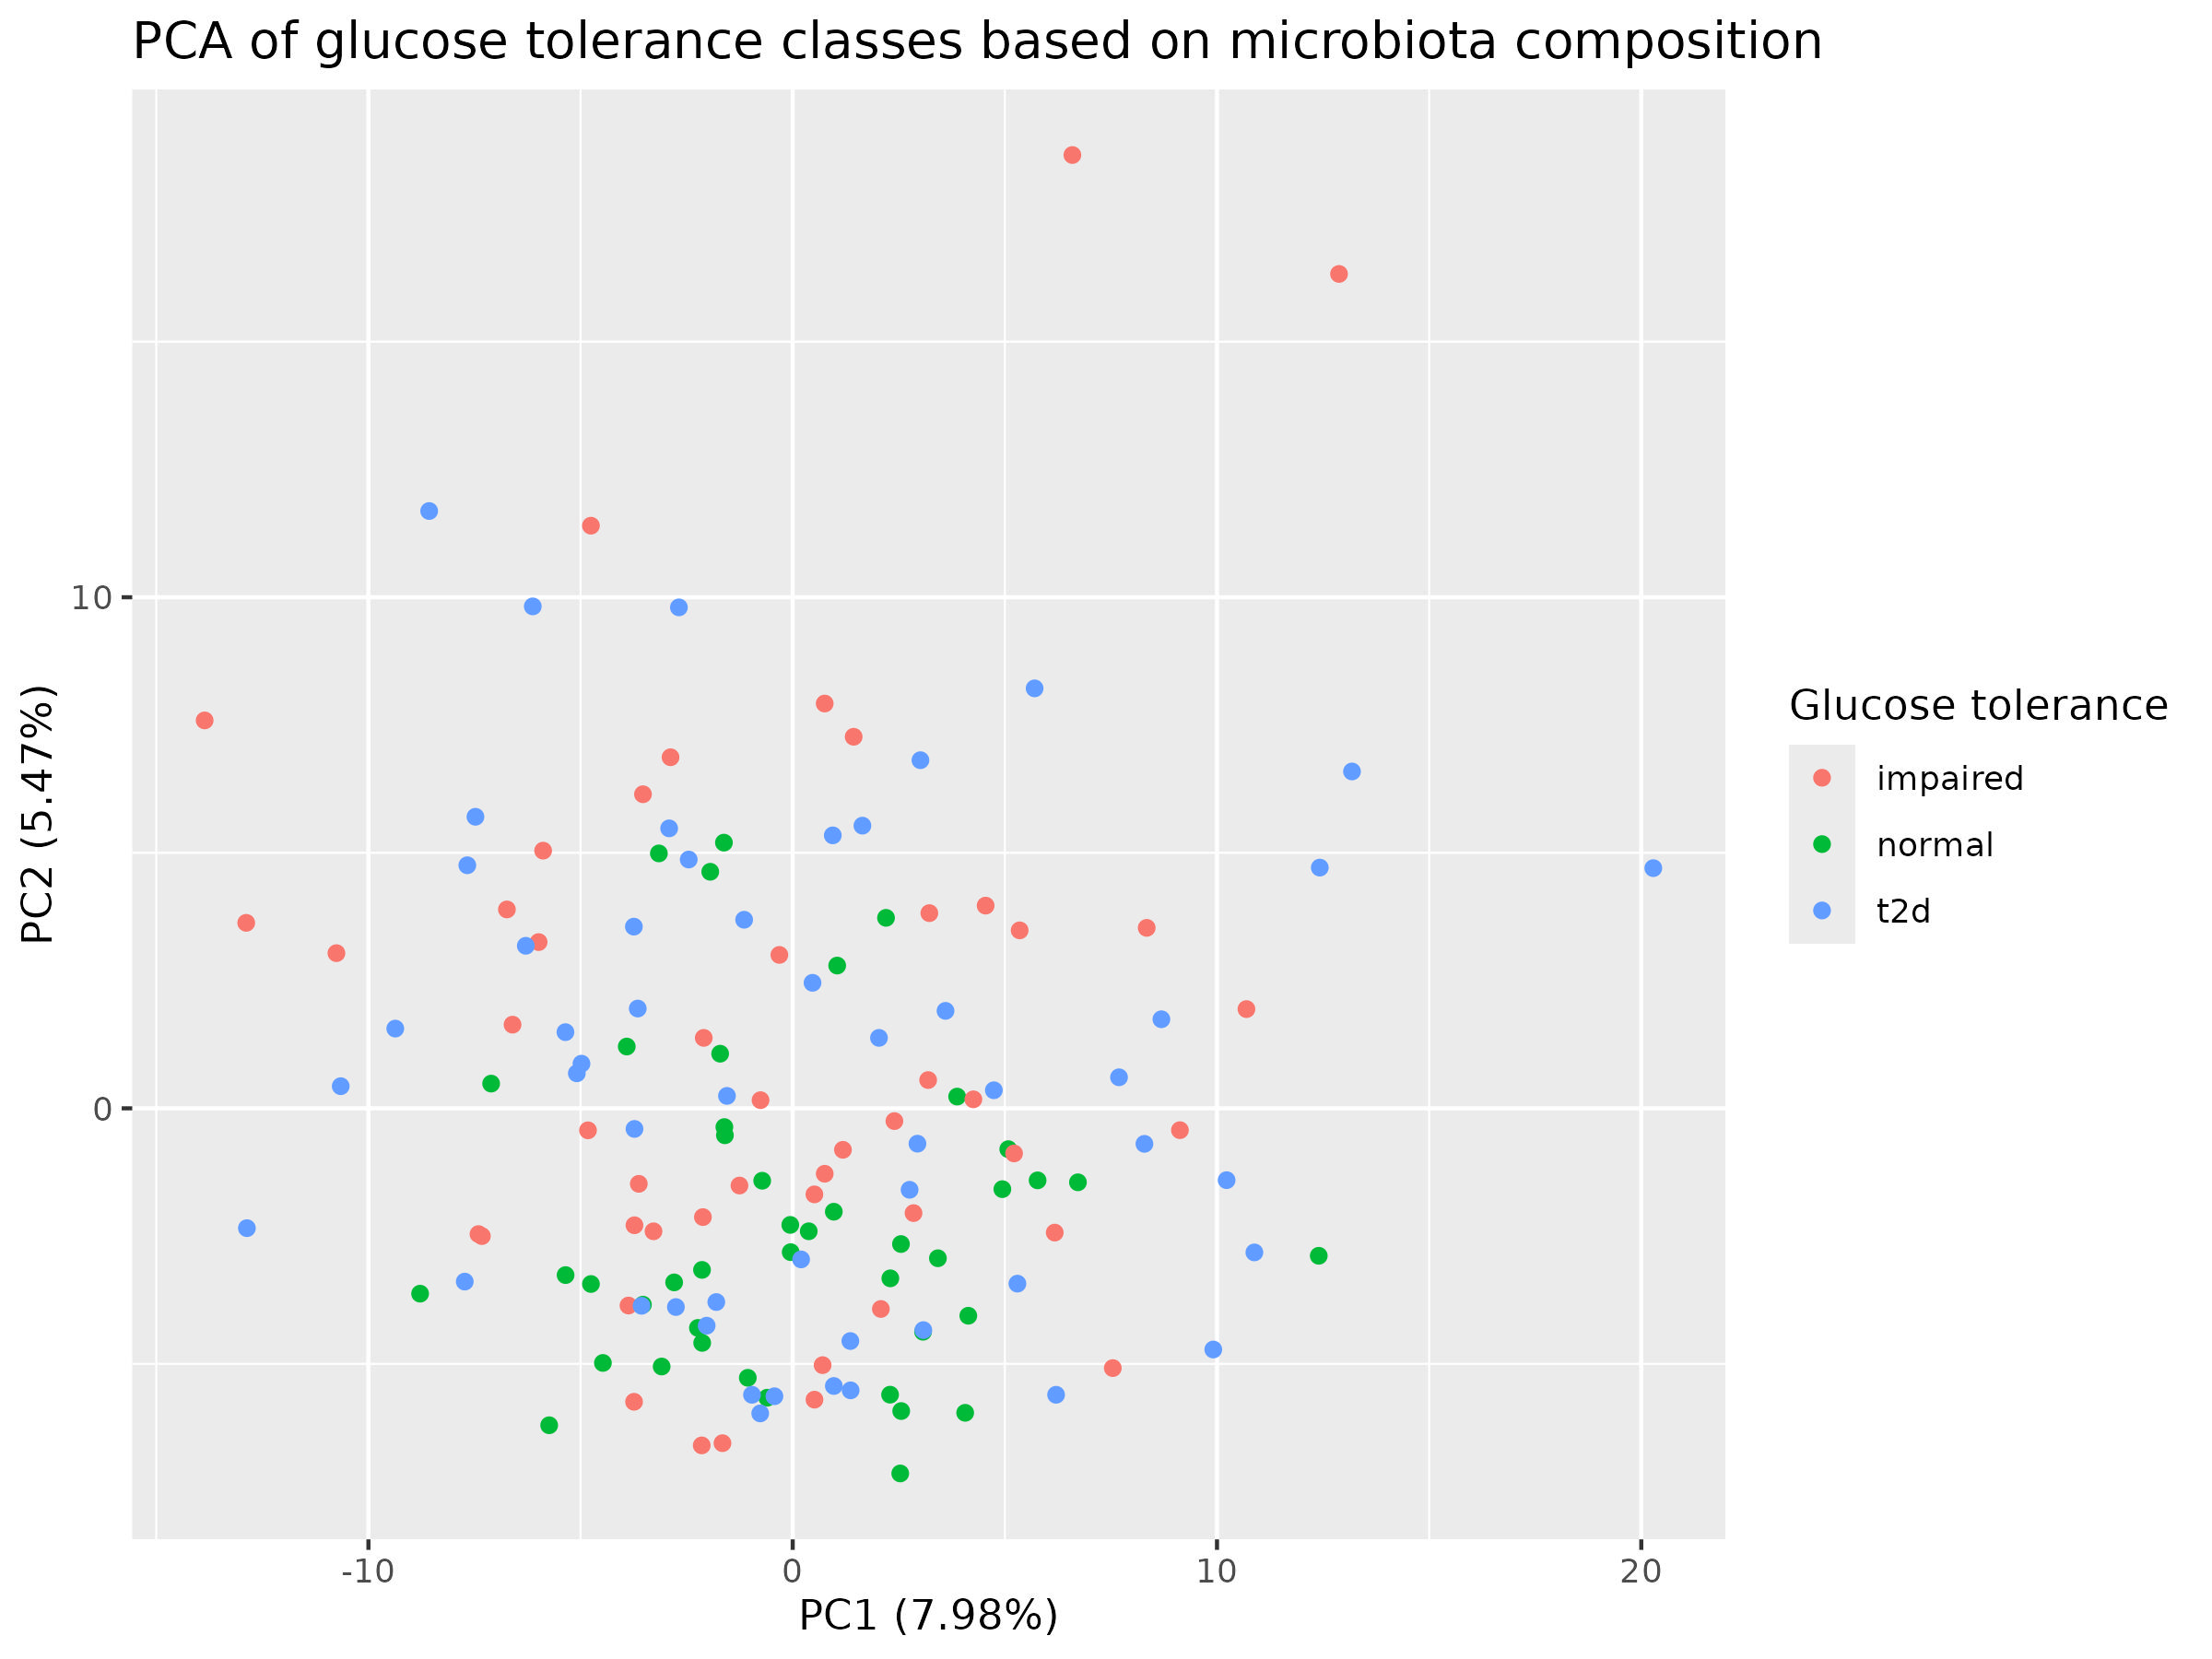 PCA of glucose tolerance classes based on microbiota composition
10
0
PC2 (5.47%)
-10
0
10
20
PC1 (7.98%)
Glucose tolerance
impaired
normal
t2d